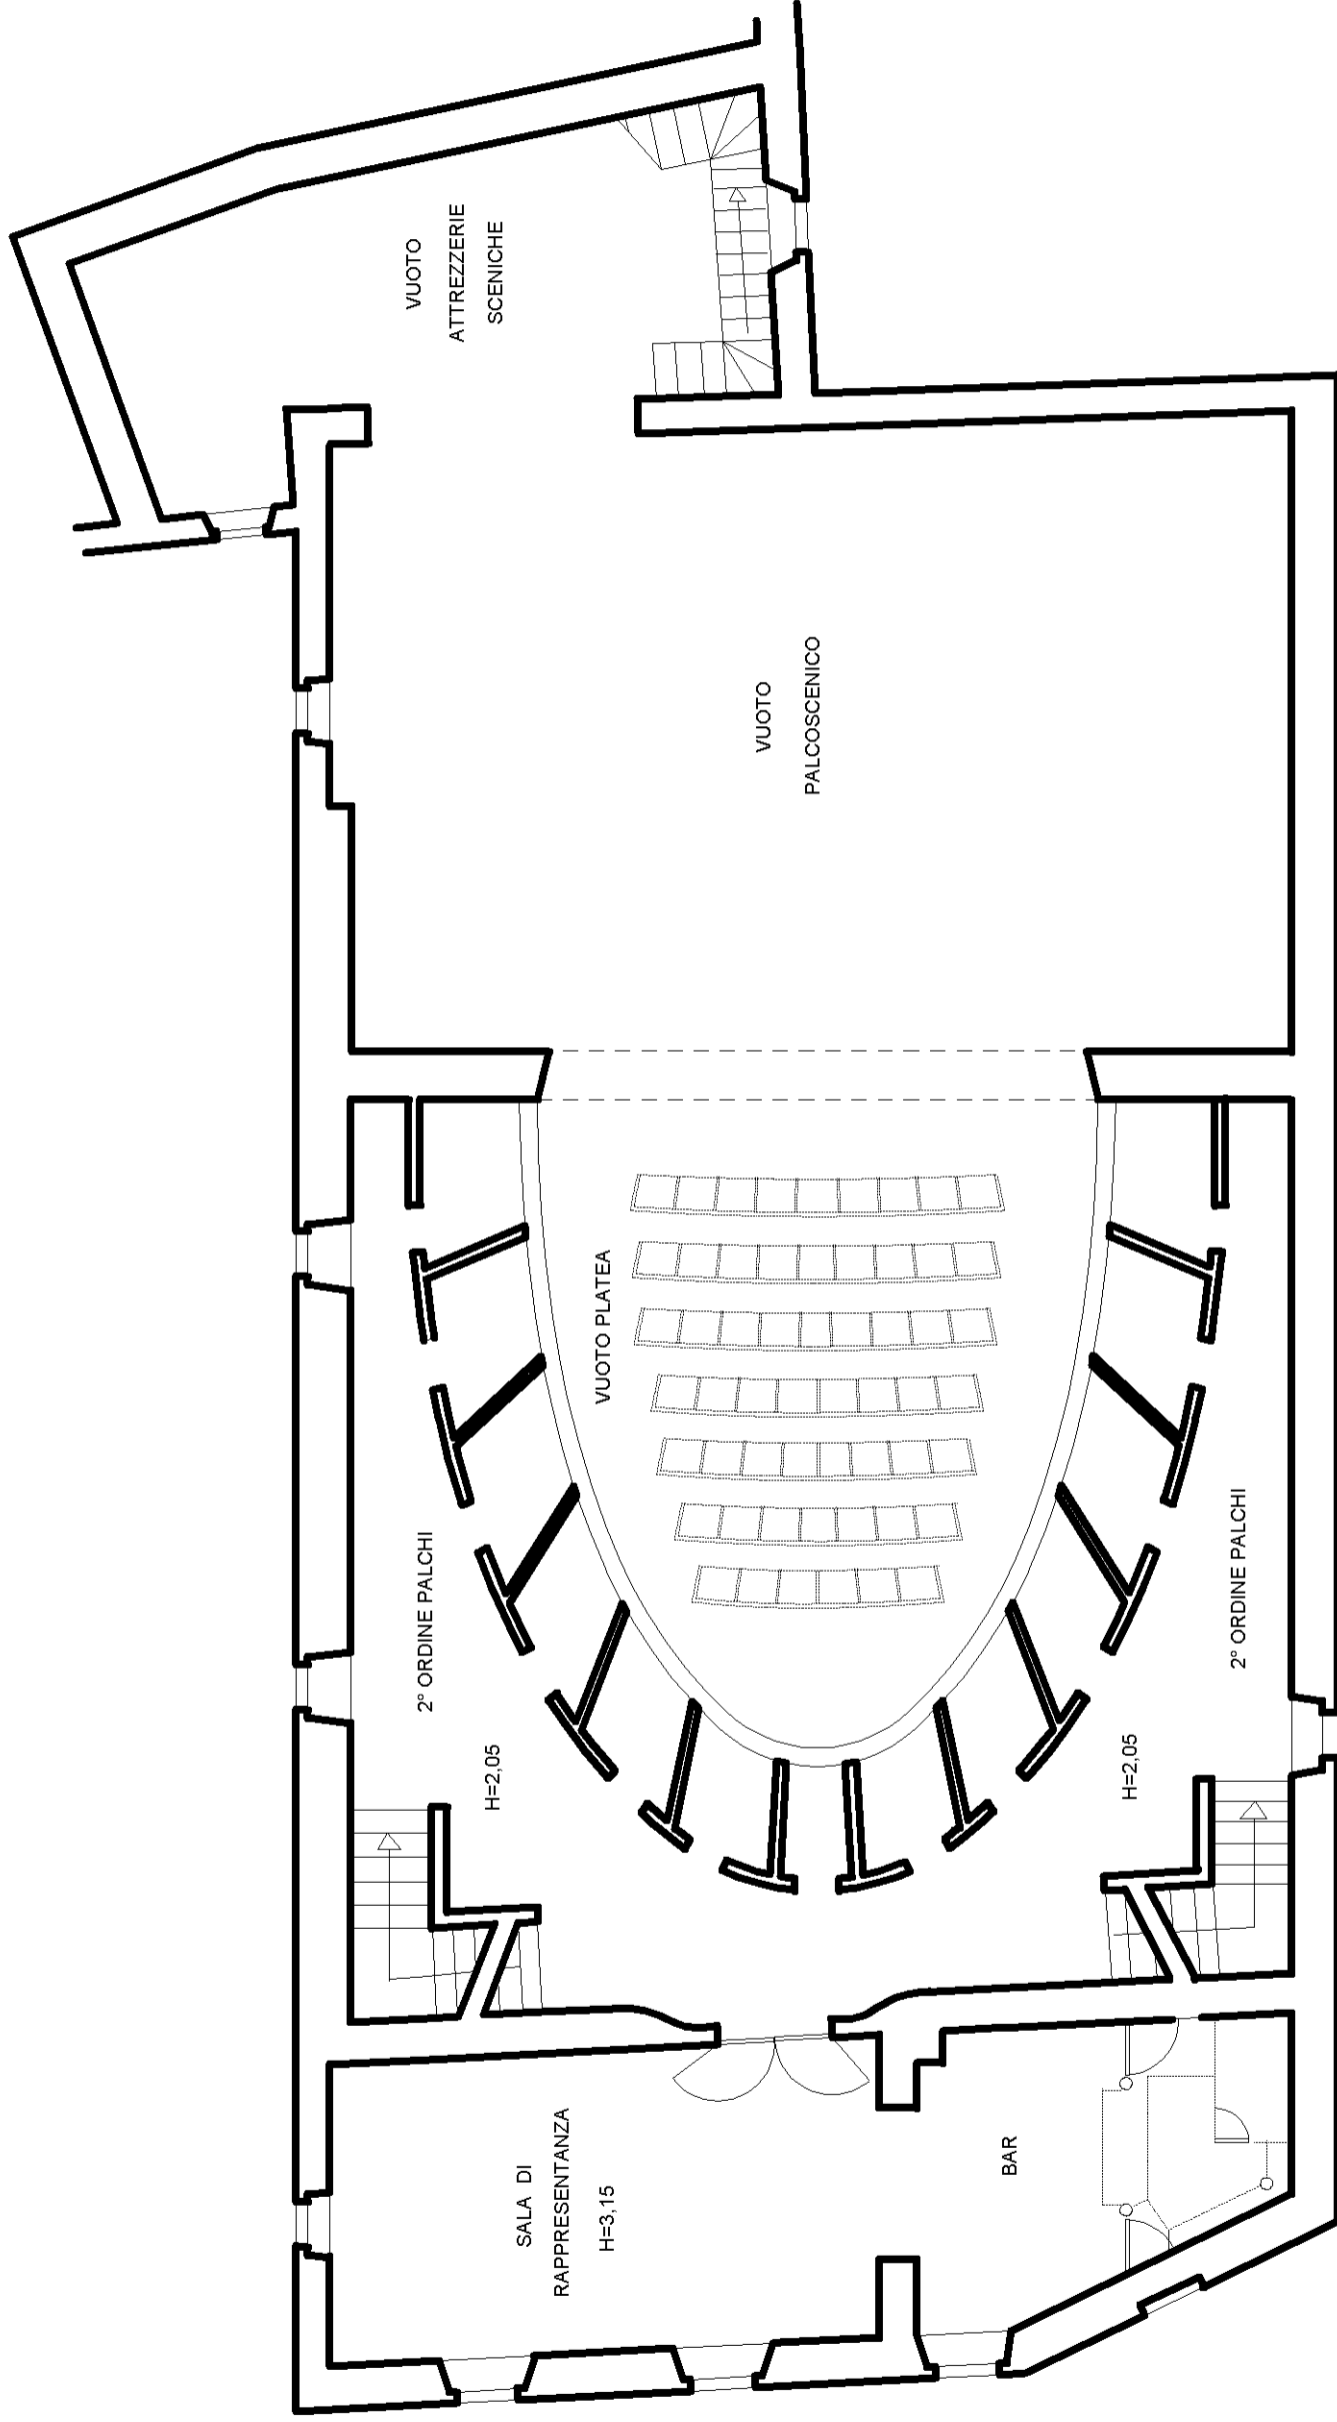 VUOTO
ATTREZZERIE
SCENICHE
VUOTO
PALCOSCENICO
VUOTO PLATEA
2° ORDINE PALCHI
H=2,05
2° ORDINE PALCHI
H=2,05
SALA DI
RAPPRESENTANZA
H=3,15
BAR